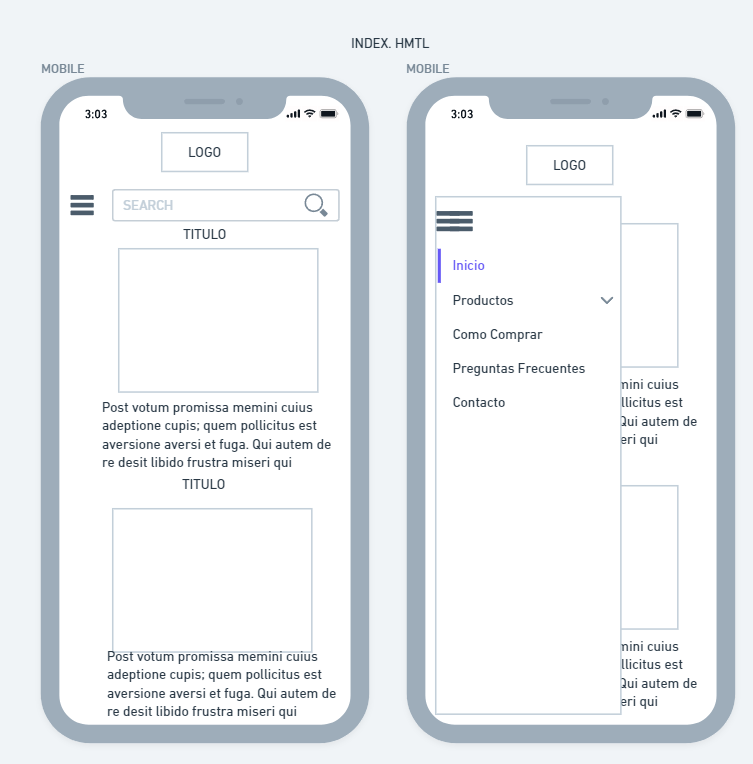 INDEX. HMTL
MOBILE
3:03
LOGO
SEARCH
TITULO
Post votum promissa memini cuius
adeptione cupis; quem pollicitus est
aversione aversi et fuga. Qui autem de
re desit libido frustra miseri qui
TITULO
Post votum promissa memini cuius
adeptione cupis; quem pollicitus est
aversione aversi et fuga. Qui autem de
re desit libido frustra miseri qui
MOBILE
3:03
LOGO
Inicio
Productos
Como Comprar
Preguntas Frecuentes
Contacto
mini cuius
llicitus est
Qui autem de
eri qui
mini cuius
llicitus est
Qui autem de
eri qui